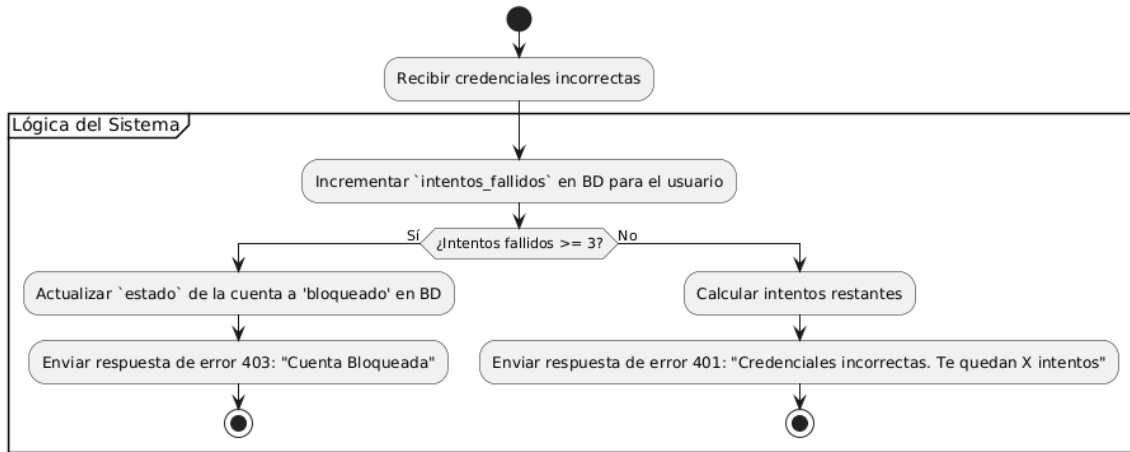 Recibir credenciales incorrectas
Lógica del Sistema
Incrementar `intentos_fallidos` en BD para el usuario
Sí
¿Intentos fallidos >= 3?
No
Actualizar `estado` de la cuenta a 'bloqueado' en BD
Calcular intentos restantes
Enviar respuesta de error 403: "Cuenta Bloqueada"
Enviar respuesta de error 401: "Credenciales incorrectas. Te quedan X intentos"